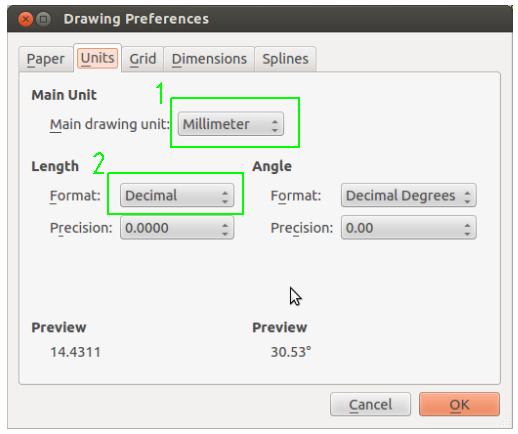 Drawing Preferences
Paper Units Grid Dimensions Splines
Main Unit
1
Main drawing unit: Millimeter
2
Length Angle
Format: Decimal Format: Decimal Degrees
Precision: 0.0000 Precision: 0.00
Preview Preview
14.4311 30.53°
Cancel OK